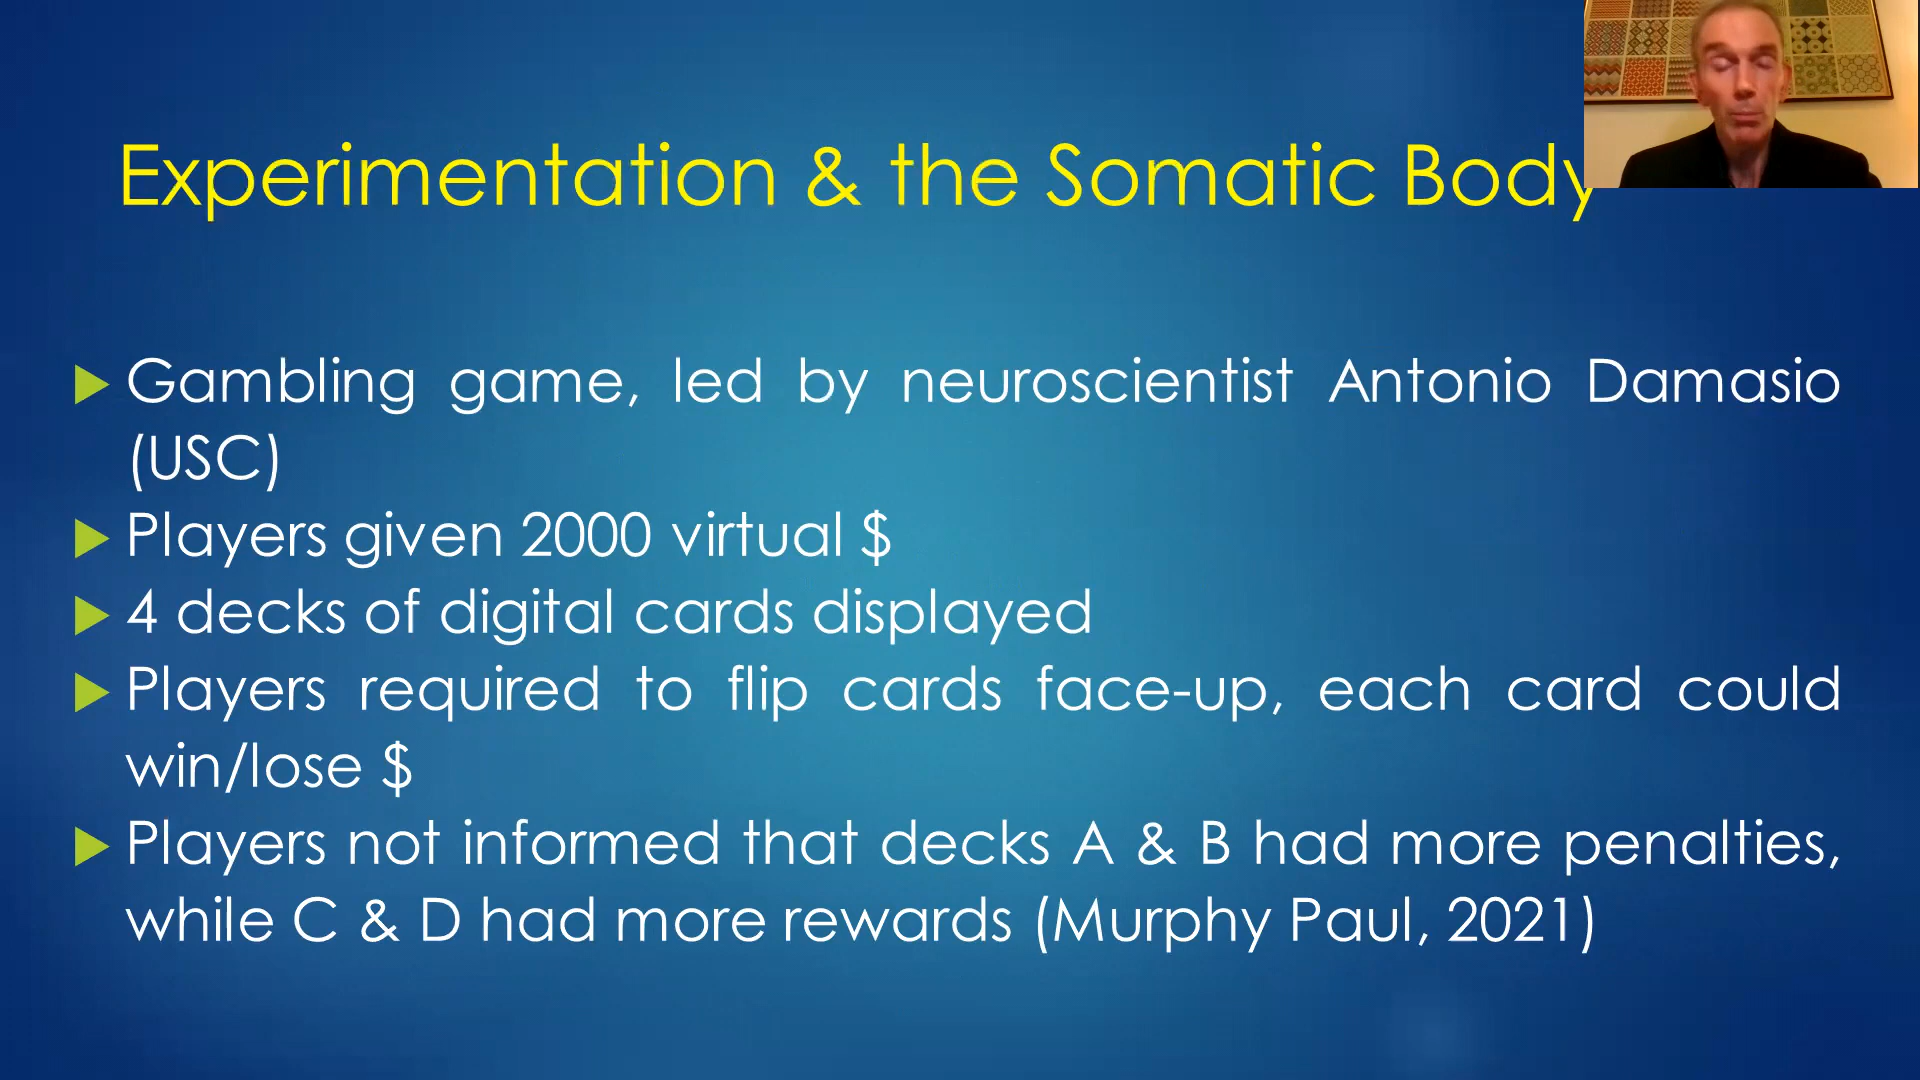 Experimentation & the Somatic Body
Gambling game, led by neuroscientist Antonio Damasio
(USC)
Players given 2000 virtual $
4 decks of digital cards displayed
Players required to flip cards face-up, each card could
win/lose $
Players not informed that decks A & B had more penalties,
while C & D had more rewards (Murphy Paul, 2021)